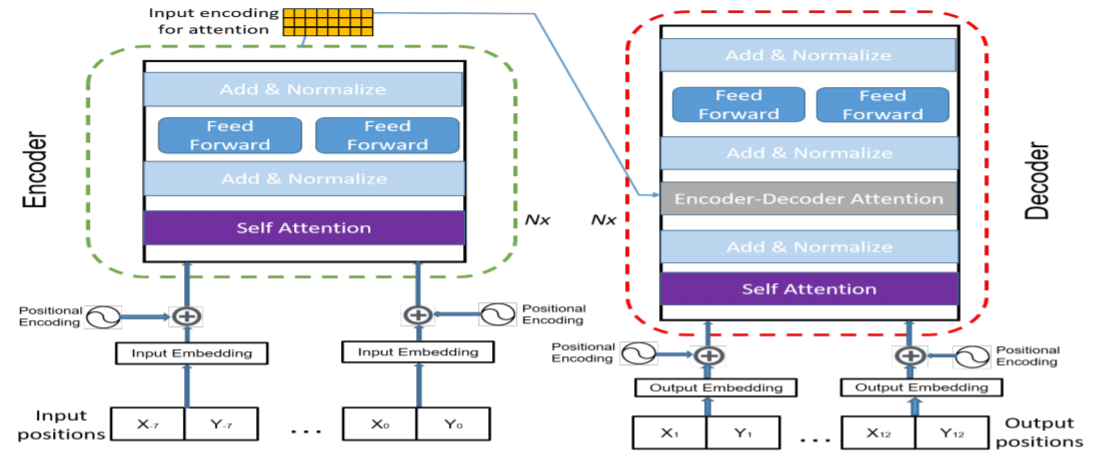 Input encoding
for attention
Encoder
Add & Normalize
Feed
Forward
Feed
Forward
Add & Normalize
Self Attention
Nx
Positional
Encoding
Positional
Encoding
Input Embedding
Input Embedding
Input
positions
X-7
Y-7
...
X0
Y0
Decoder
Add & Normalize
Feed
Forward
Feed
Forward
Add & Normalize
Encoder-Decoder Attention
Add & Normalize
Self Attention
Nx
Positional
Encoding
Positional
Encoding
Output Embedding
Output Embedding
X1
Y1
...
X12
Y12
Output
positions